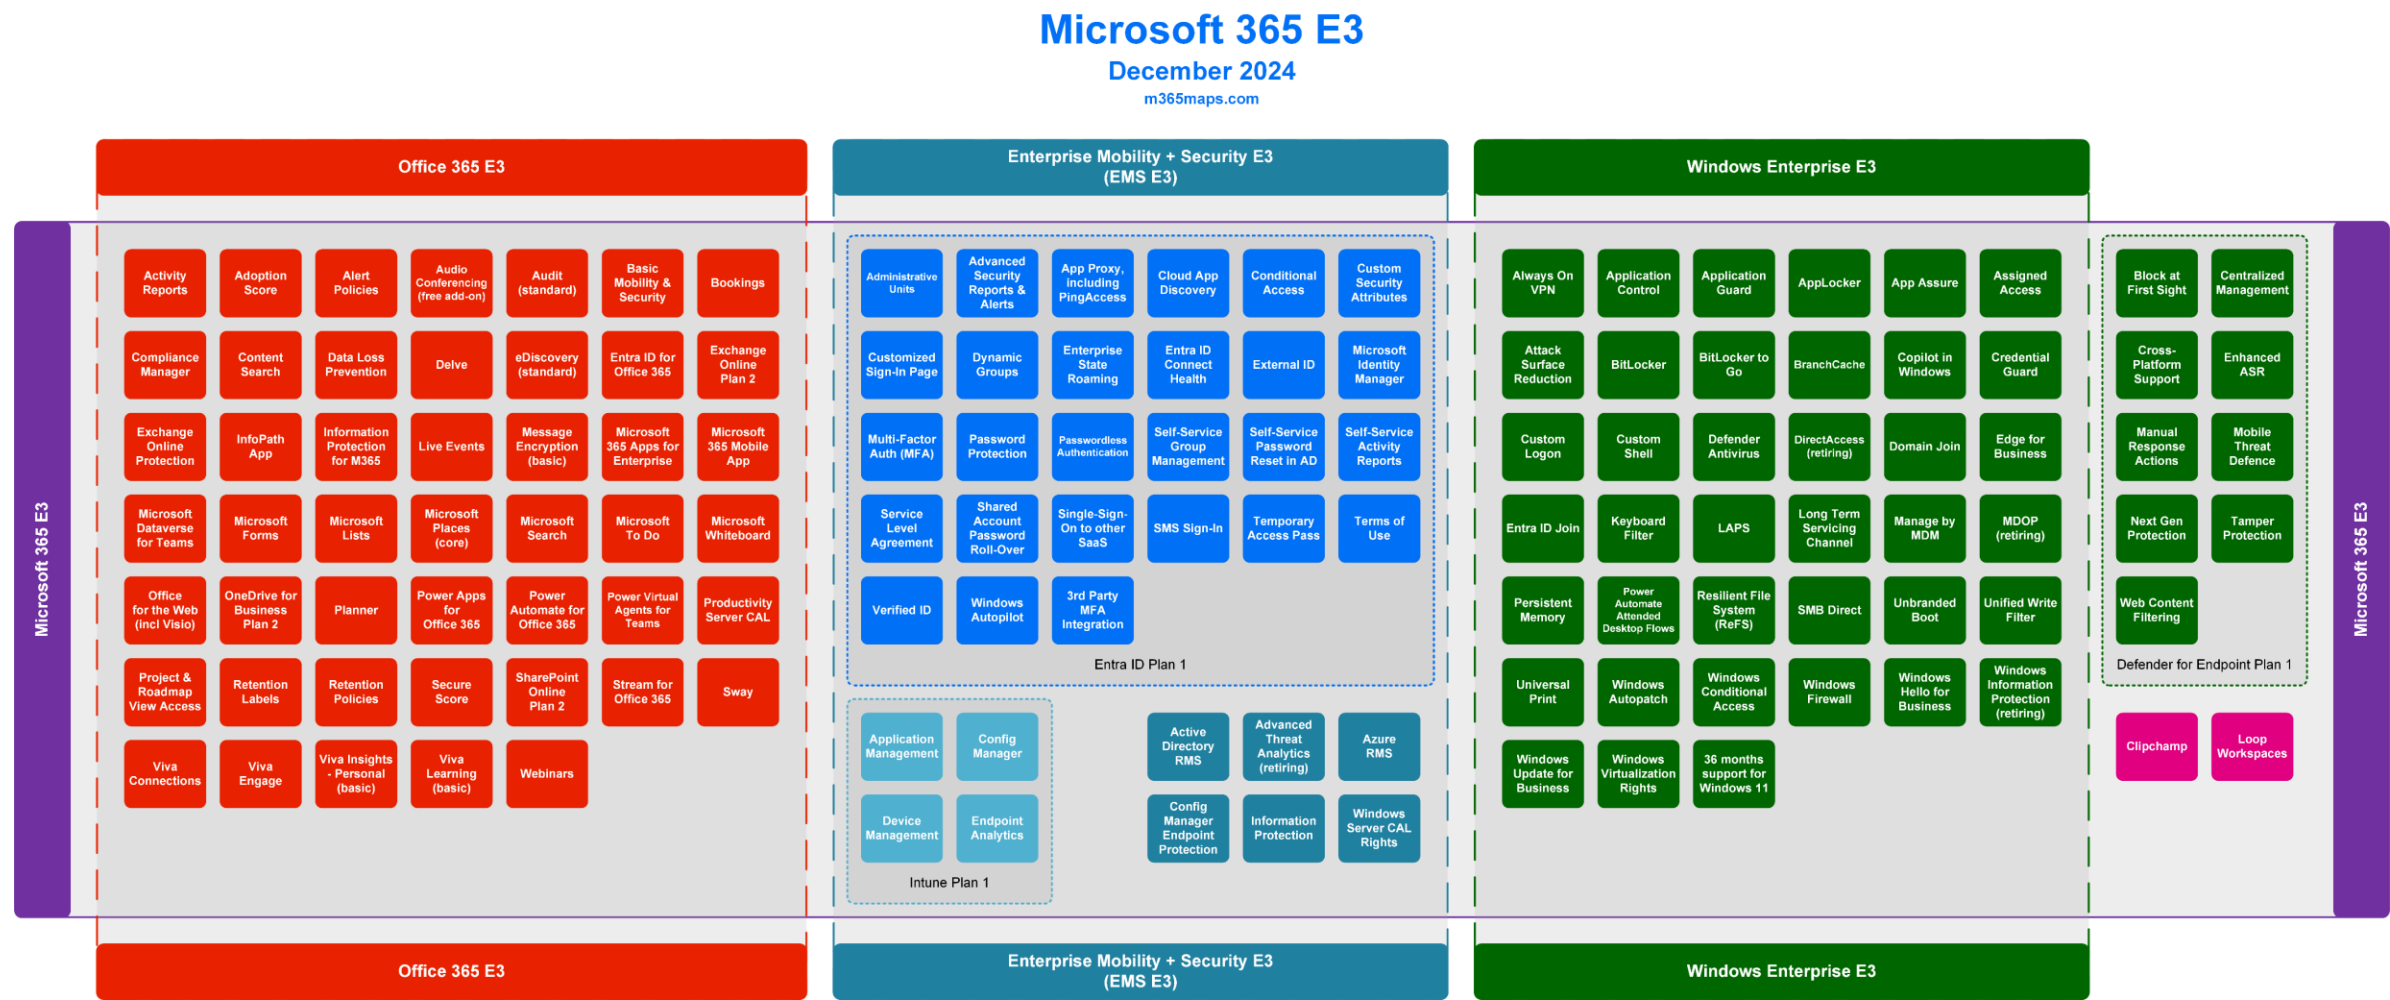 Microsoft 365 E3
December 2024
m365maps.com
Office 365 E3
Enterprise Mobility + Security E3
(EMS E3)
Windows Enterprise E3
Microsoft 365 E3
Activity
Reports
Adoption
Score
Alert
Policies
Audio
Conferencing
(free add-on)
Audit
(standard)
Basic
Mobility &
Security
Bookings
Compliance
Manager
Content
Search
Data Loss
Prevention
Delve
eDiscovery
(standard)
Entra ID for
Office 365
Exchange
Online
Plan 2
Exchange
Online
Protection
InfoPath
App
Information
Protection
for M365
Live Events
Message
Encryption
(basic)
Microsoft
365 Apps for
Enterprise
Microsoft
365 Mobile
App
Microsoft
Dataverse
for Teams
Microsoft
Forms
Microsoft
Lists
Microsoft
Places
(core)
Microsoft
Search
Microsoft
To Do
Microsoft
Whiteboard
Office
for the Web
(incl Visio)
OneDrive for
Business
Plan 2
Planner
Power Apps
for
Office 365
Power
Automate for
Office 365
Power Virtual
Agents for
Teams
Productivity
Server CAL
Project &
Roadmap
View Access
Retention
Labels
Retention
Policies
Secure
Score
SharePoint
Online
Plan 2
Stream for
Office 365
Sway
Viva
Connections
Viva
Engage
Viva Insights
- Personal
(basic)
Viva
Learning
(basic)
Webinars
Administrative
Units
Advanced
Security
Reports &
Alerts
App Proxy,
including
PingAccess
Cloud App
Discovery
Conditional
Access
Custom
Security
Attributes
Customized
Sign-In Page
Dynamic
Groups
Enterprise
State
Roaming
Entra ID
Connect
Health
External ID
Microsoft
Identity
Manager
Multi-Factor
Auth (MFA)
Password
Protection
Passwordless
Authentication
Self-Service
Group
Management
Self-Service
Password
Reset in AD
Self-Service
Activity
Reports
Service
Level
Agreement
Shared
Account
Password
Roll-Over
Single-Sign-
On to other
SaaS
SMS Sign-In
Temporary
Access Pass
Terms of
Use
Verified ID
Windows
Autopilot
3rd Party
MFA
Integration
Entra ID Plan 1
Application
Management
Config
Manager
Device
Management
Endpoint
Analytics
Intune Plan 1
Active
Directory
RMS
Advanced
Threat
Analytics
(retiring)
Azure
RMS
Config
Manager
Endpoint
Protection
Information
Protection
Windows
Server CAL
Rights
Always On
VPN
Application
Control
Application
Guard
AppLocker
App Assure
Assigned
Access
Attack
Surface
Reduction
BitLocker
BitLocker to
Go
BranchCache
Copilot in
Windows
Credential
Guard
Custom
Logon
Custom
Shell
Defender
Antivirus
DirectAccess
(retiring)
Domain Join
Edge for
Business
Entra ID Join
Keyboard
Filter
LAPS
Long Term
Servicing
Channel
Manage by
MDM
MDOP
(retiring)
Persistent
Memory
Power
Automate
Attended
Desktop Flows
Resilient File
System
(ReFS)
SMB Direct
Unbranded
Boot
Unified Write
Filter
Universal
Print
Windows
Autopatch
Windows
Conditional
Access
Windows
Firewall
Windows
Hello for
Business
Windows
Information
Protection
(retiring)
Windows
Update for
Business
Windows
Virtualization
Rights
36 months
support for
Windows 11
Block at
First Sight
Centralized
Management
Cross-
Platform
Support
Enhanced
ASR
Manual
Response
Actions
Mobile
Threat
Defence
Next Gen
Protection
Tamper
Protection
Web Content
Filtering
Defender for Endpoint Plan 1
Clipchamp
Loop
Workspaces
Microsoft 365 E3
Office 365 E3
Enterprise Mobility + Security E3
(EMS E3)
Windows Enterprise E3